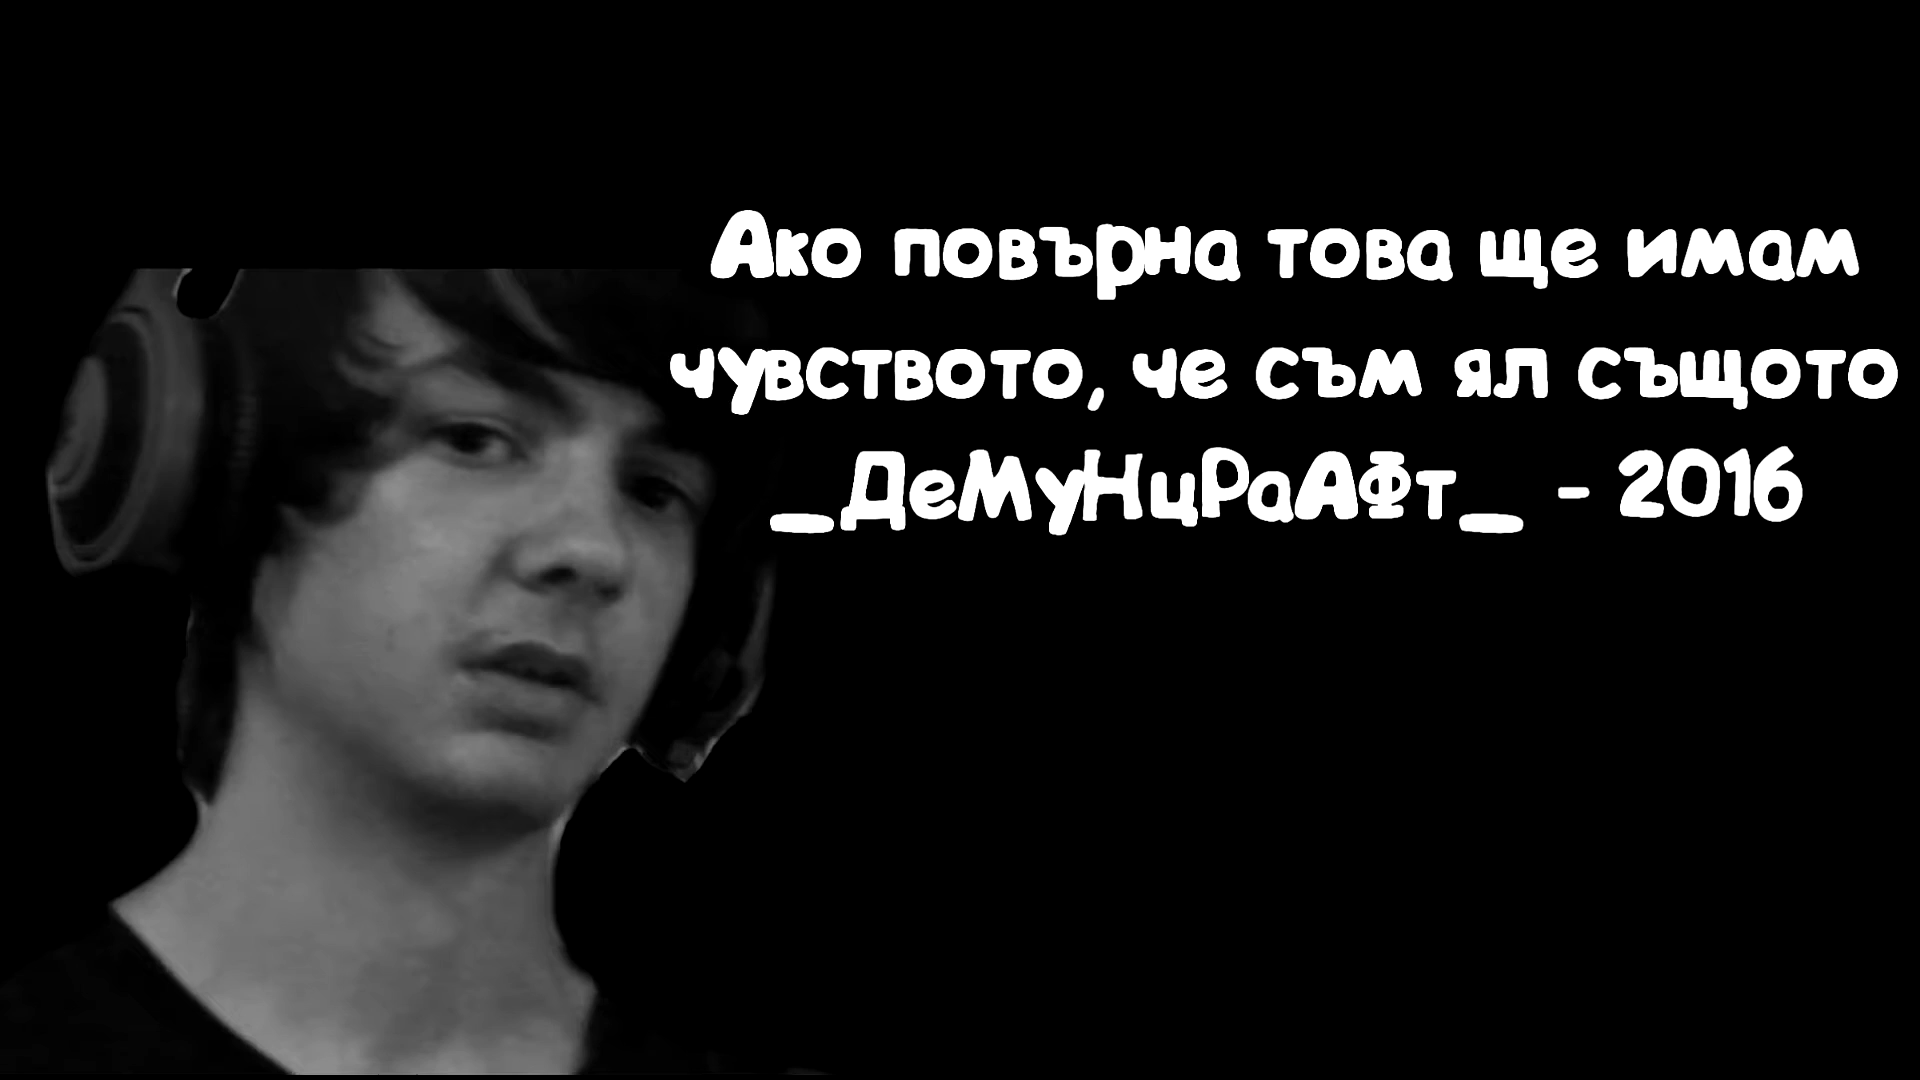 Ако повърна това ще имам
чувството, че съм ял същото
_ДеМуНцРаАФт_ - 2016